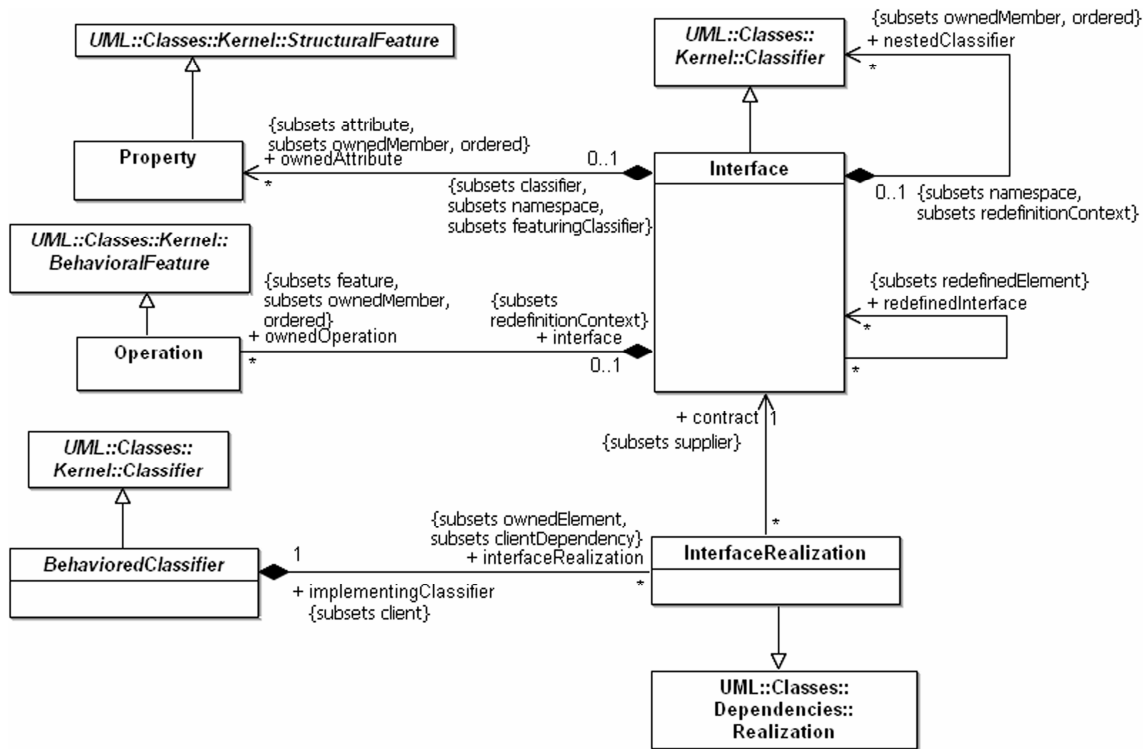 UML::Classes::Kernel::StructuralFeature
UML::Classes::
Kernel::Classifier
{subsets ownedMember, ordered}
+ nestedClassifier
*
Property
{subsets attribute,
subsets ownedMember, ordered}
+ ownedAttribute
*
0..1
{subsets classifier,
subsets namespace,
subsets featuringClassifier}
Interface
0..1
{subsets namespace,
subsets redefinitionContext}
UML::Classes::Kernel::
BehavioralFeature
{subsets feature,
subsets ownedMember,
ordered}
+ ownedOperation
*
{subsets
redefinitionContext}
+ interface
0..1
{subsets redefinedElement}
+ redefinedInterface
*
*
Operation
+ contract
1
{subsets supplier}
*
UML::Classes::
Kernel::Classifier
BehavioredClassifier
1
+ implementingClassifier
{subsets client}
{subsets ownedElement,
subsets clientDependency}
+ interfaceRealization
*
InterfaceRealization
UML::Classes::
Dependencies::
Realization